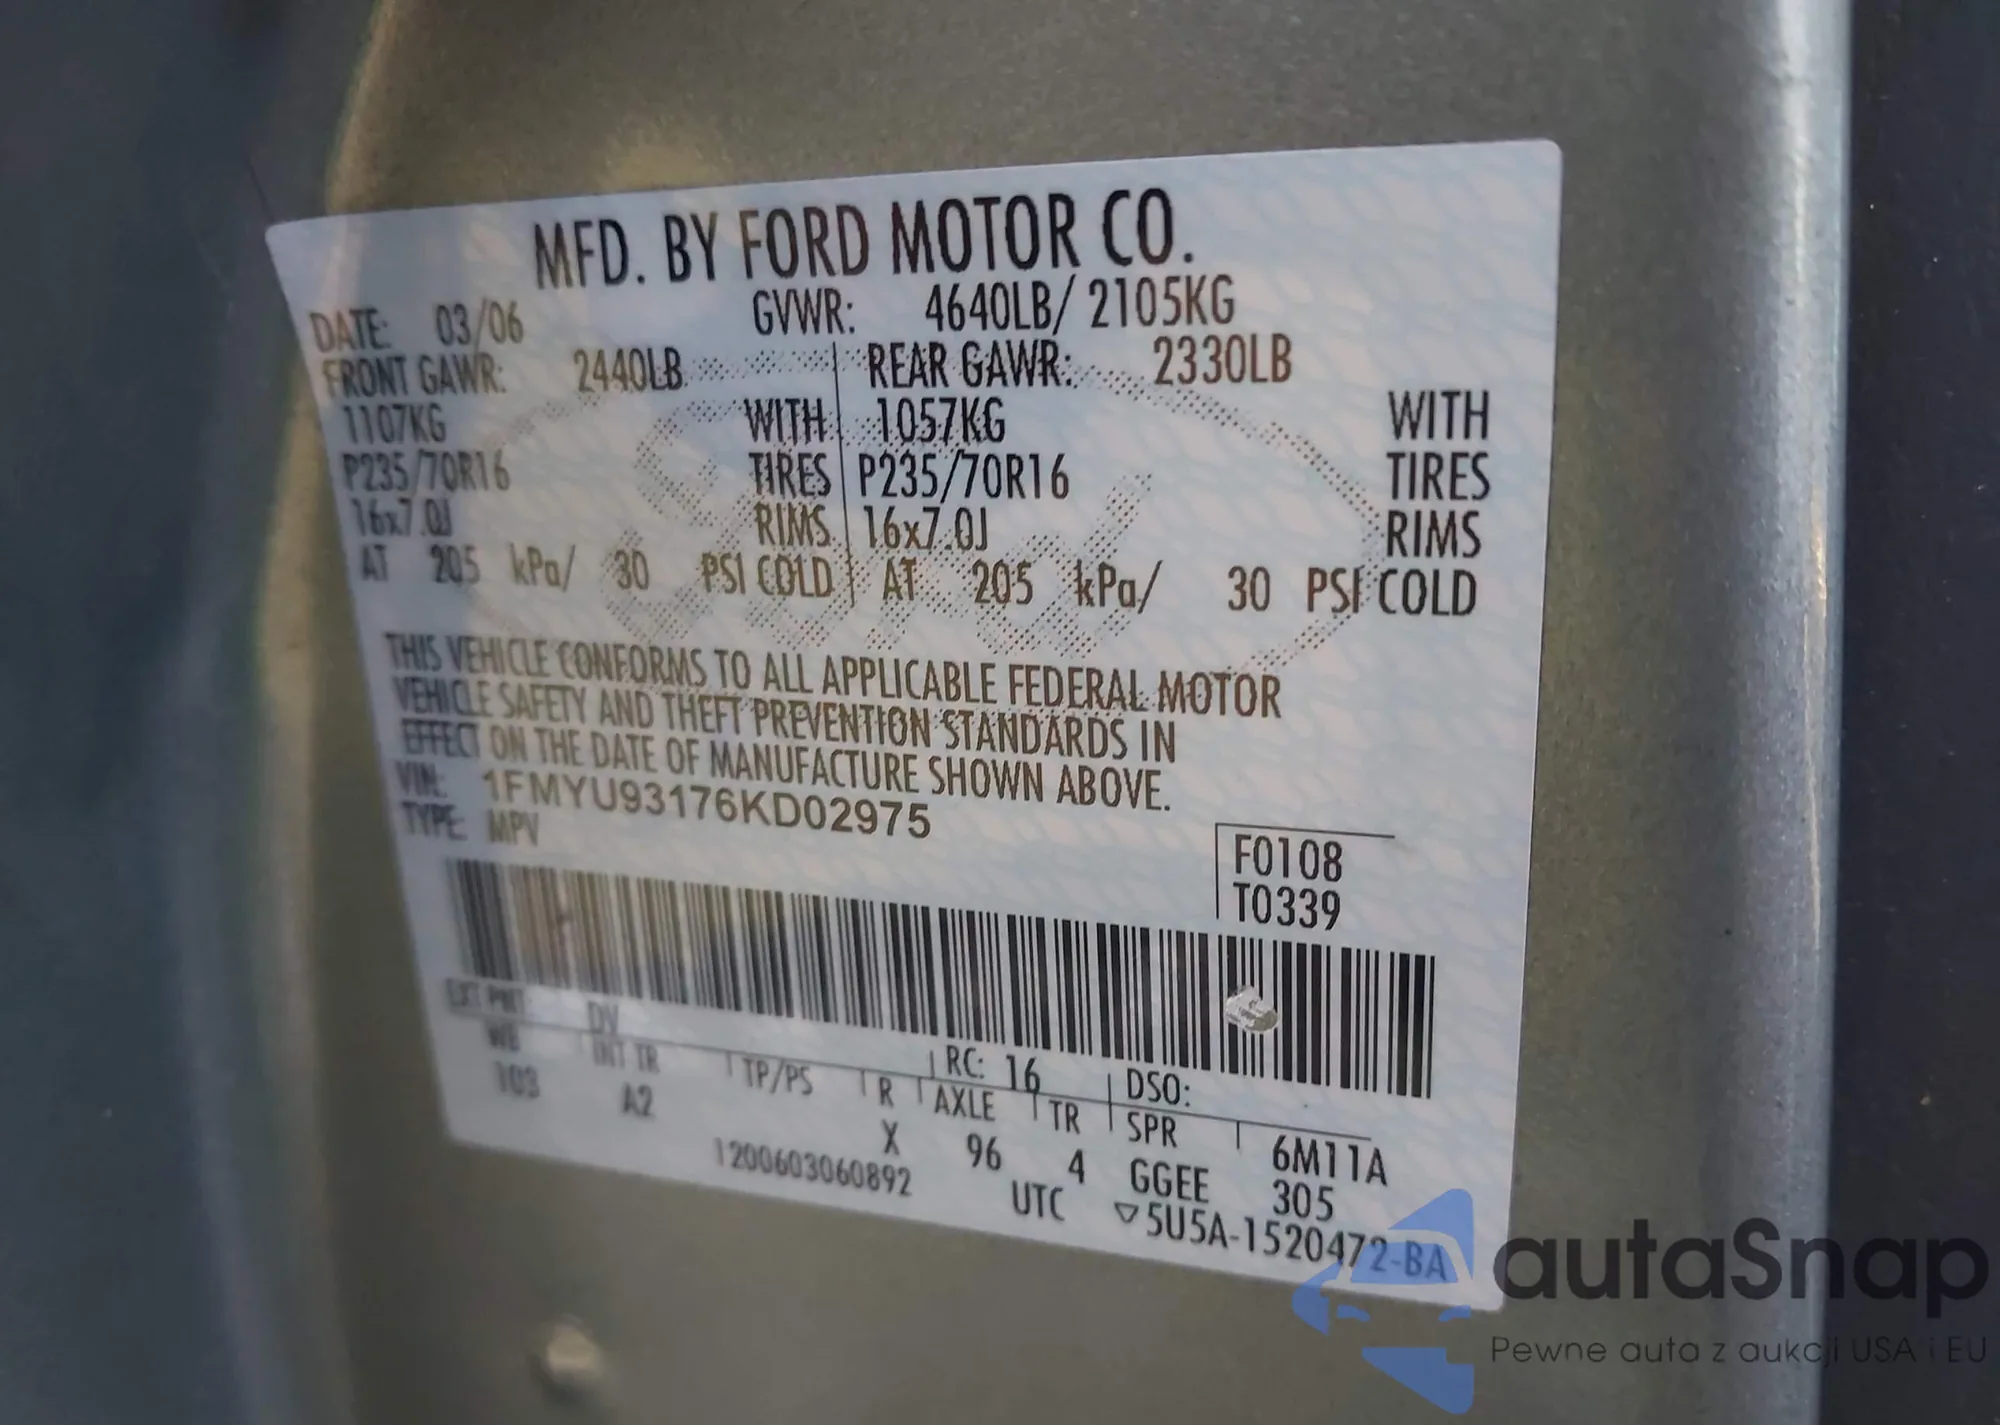 MFD. BY FORD MOTOR CO.
DATE: 03/06 GVWR: 4640LB/ 2105KG
FRONT GAWR: 2440LB REAR GAWR: 2330LB
1107KG WITH 1057KG WITH
P235/70R16 TIRES P235/70R16 TIRES
16x7.0J RIMS 16x7.0J RIMS
AT 205 kPa/ 30 PSI COLD AT 205 kPa/ 30 PSI COLD
THIS VEHICLE CONFORMS TO ALL APPLICABLE FEDERAL MOTOR
VEHICLE SAFETY AND THEFT PREVENTION STANDARDS IN
EFFECT ON THE DATE OF MANUFACTURE SHOWN ABOVE.
VIN: 1FMYU93176KD02975
TYPE: MPV
F0108
T0339
EXT PNT: DV RC: 16 DSO:
WB INT TR TP/PS R AXLE TR SPR 6M11A
103 A2 X 96 4 GGEE 305
1200603060892 UTC ▽5U5A-1520472-BA
autaSnap
Pewne auta z aukcji USA i EU